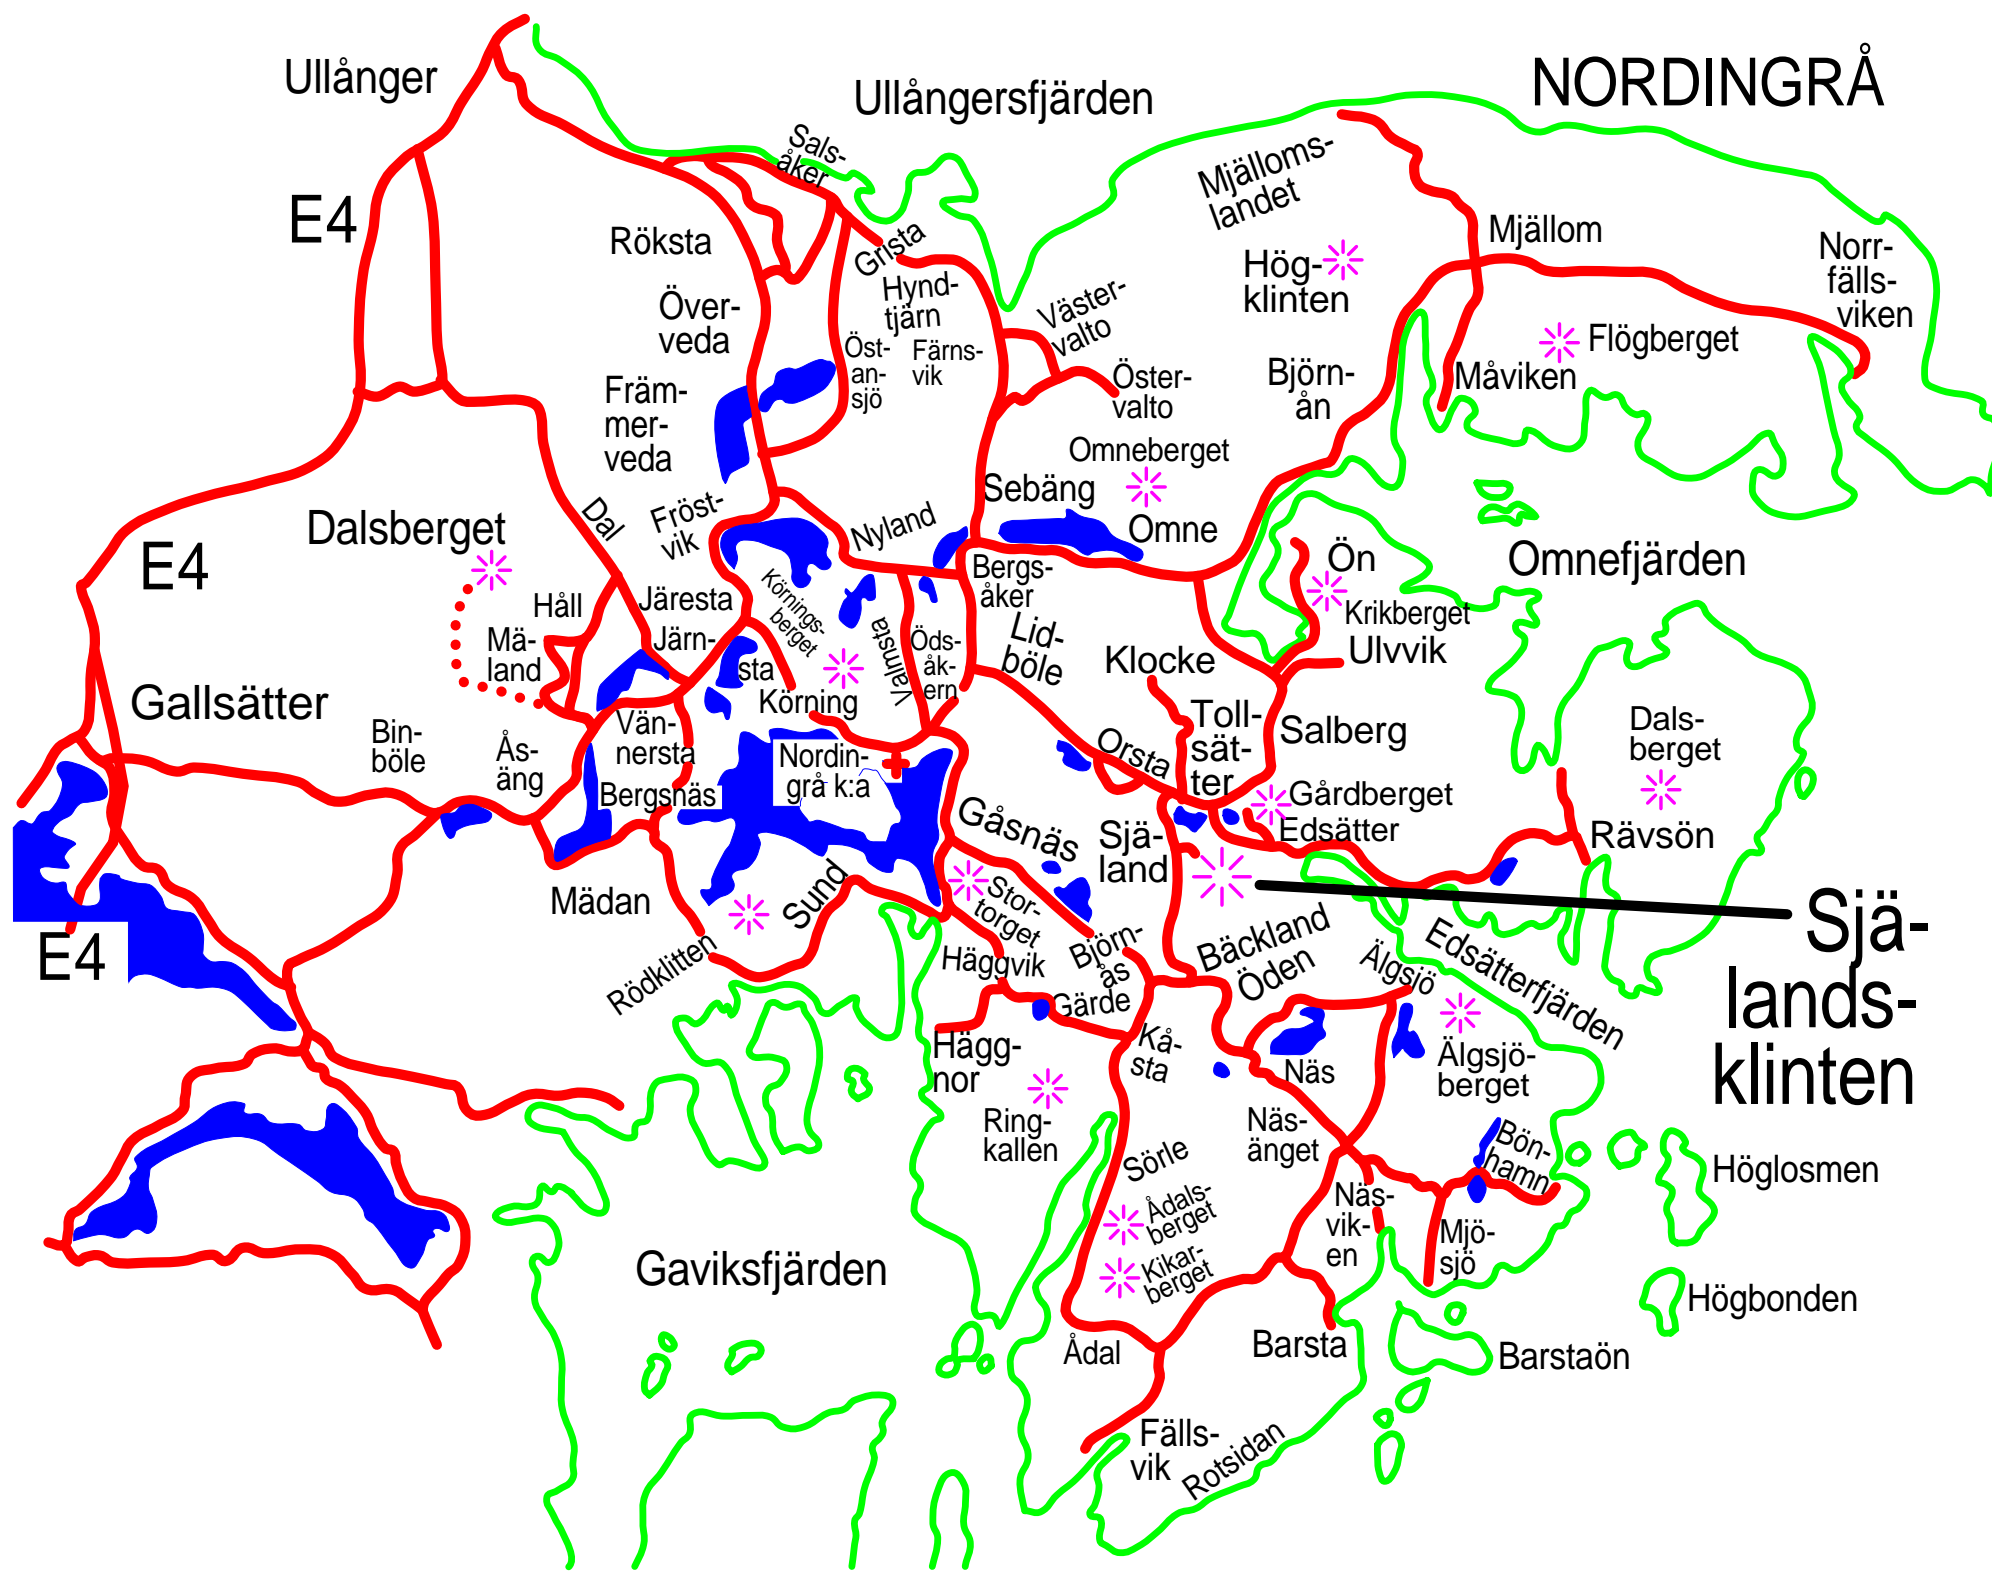 NORDINGRÅ
Ullånger
Ullångersfjärden
Sals-
åker
Mjälloms-
landet
E4
Röksta
Grista
Mjällom
Norr-
fälls-
viken
Hög-
klinten
Hynd-
tjärn
Väster-
valto
Över-
veda
Öst-
an-
sjö
Färns-
vik
Flögberget
Måviken
Björn-
ån
Öster-
valto
Främ-
mer-
veda
Omneberget
Sebäng
Omne
Dalsberget
Dal
Fröst-
vik
Nyland
E4
Ön
Omnefjärden
Bergs-
åker
Körnings-
berget
Håll
Järesta
Järn-
sta
Krikberget
Ulvvik
Mä-
land
Valmsta
Öds-
åk-
ern
Lid-
böle
Klocke
Gallsätter
Körning
Bin-
böle
Ås-
äng
Vän-
nersta
Toll-
sät-
ter
Salberg
Dals-
berget
Orsta
Nordin-
grå k:a
Bergsnäs
Gårdberget
Edsätter
Rävsön
Gåsnäs
Sjä-
land
Mädan
Sund
Stor-
torget
Sjä-
lands-
klinten
E4
Rödklitten
Häggvik
Björn-
ås
Gärde
Bäckland
Öden
Älgsjö
Edsätterfjärden
Hägg-
nor
Kå-
sta
Näs
Älgsjö-
berget
Ring-
kallen
Näs-
änget
Bön-
hamn
Sörle
Höglosmen
Ådals-
berget
Näs-
vik-
en
Mjö-
sjö
Kikar-
berget
Gaviksfjärden
Högbonden
Ådal
Barsta
Barstaön
Fälls-
vik
Rotsidan